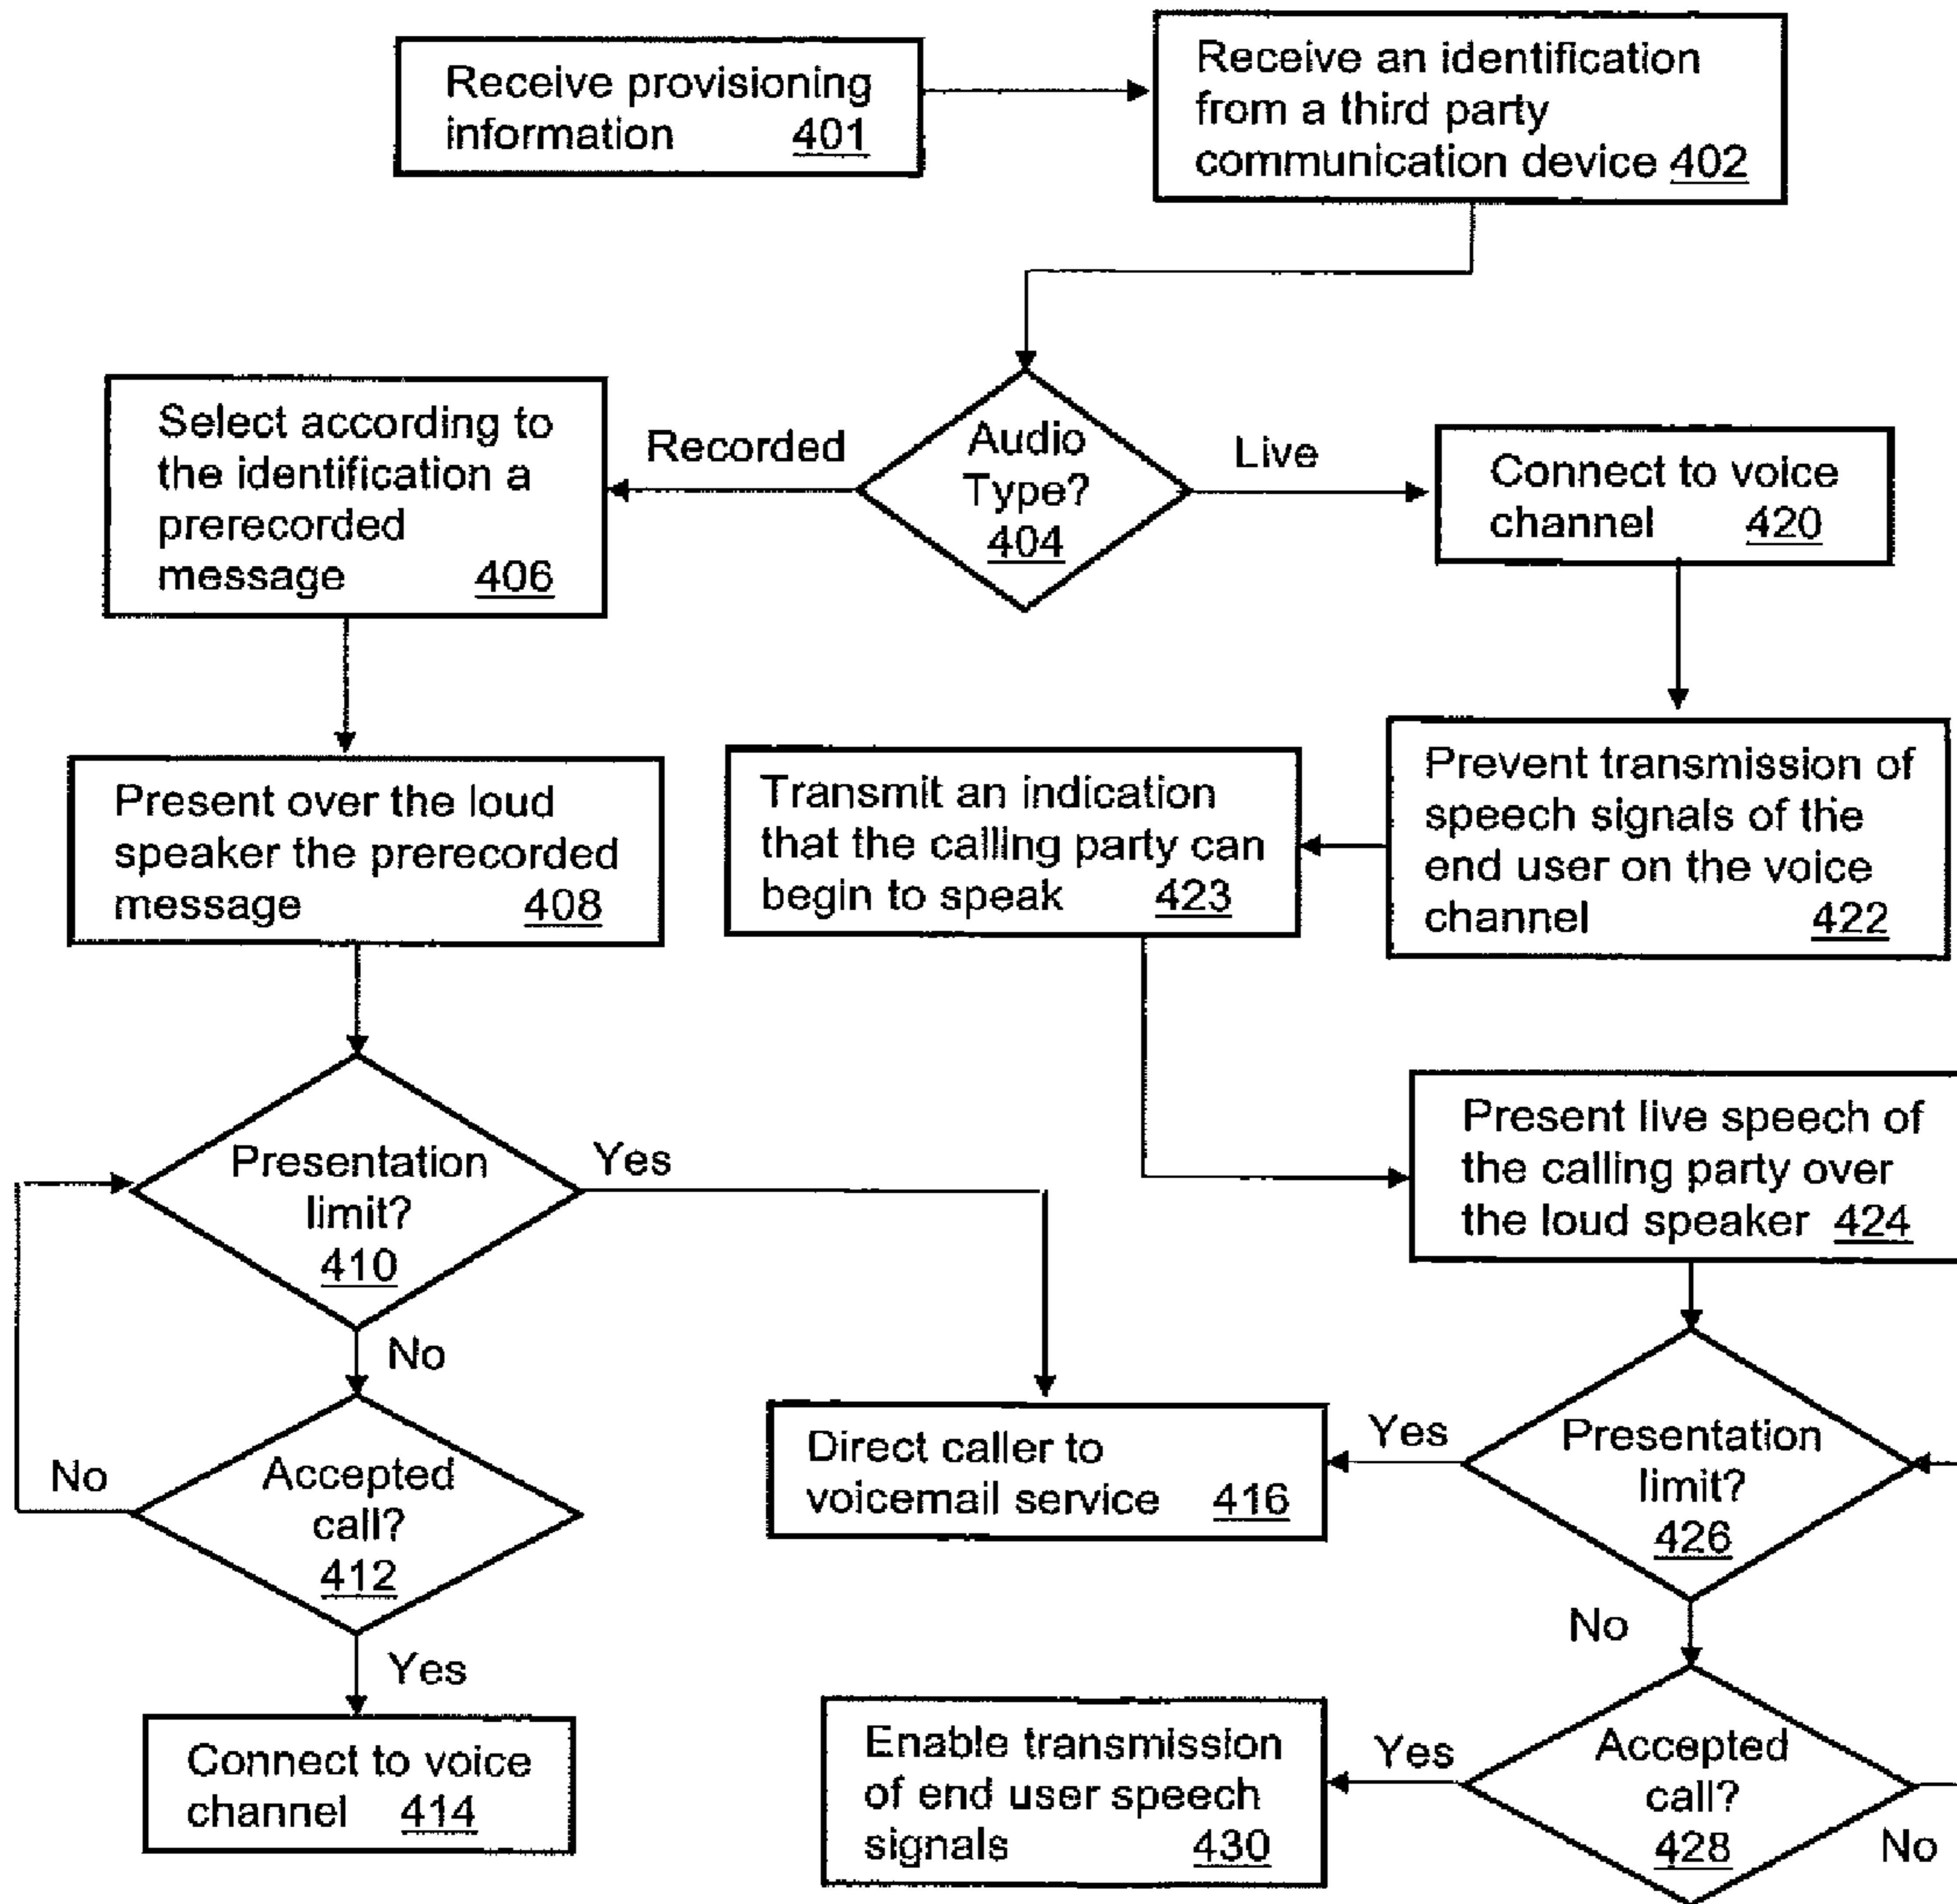 Receive provisioning
information 401
Receive an identification
from a third party
communication device 402
Audio
Type?
404
Recorded
Live
Select according to
the identification a
prerecorded
message 406
Connect to voice
channel 420
Present over the loud
speaker the prerecorded
message 408
Transmit an indication
that the calling party can
begin to speak 423
Prevent transmission of
speech signals of the
end user on the voice
channel 422
Presentation
limit?
410
Yes
No
Present live speech of
the calling party over
the loud speaker 424
Accepted
call?
412
No
Yes
Direct caller to
voicemail service 416
Yes
Presentation
limit?
426
No
Connect to voice
channel 414
Enable transmission
of end user speech
signals 430
Yes
Accepted
call?
428
No